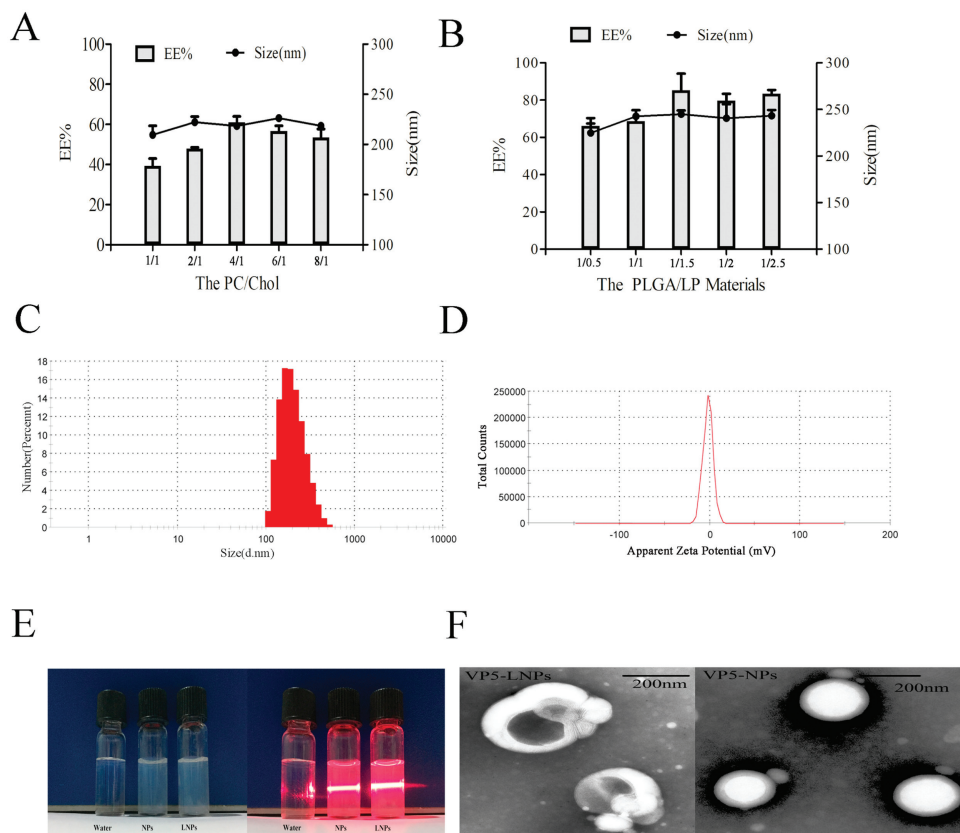 A
EE%
Size(nm)
100
80
60
40
20
0
EE%
300
250
200
150
100
Size(nm)
1/1
2/1
4/1
6/1
8/1
The PC/Chol
B
EE%
Size(nm)
100
80
60
40
20
0
EE%
300
250
200
150
100
Size(nm)
1/0.5
1/1
1/1.5
1/2
1/2.5
The PLGA/LP Materials
C
18
16
14
12
10
8
6
4
2
0
Number(Percennt)
1
10
100
1000
10000
Size(d.nm)
D
250000
200000
150000
100000
50000
0
Total Counts
-100
0
100
200
Apparent Zeta Potential (mV)
E
Water
NPs
LNPs
Water
NPs
LNPs
F
VP5-LNPs
200nm
VP5-NPs
200nm